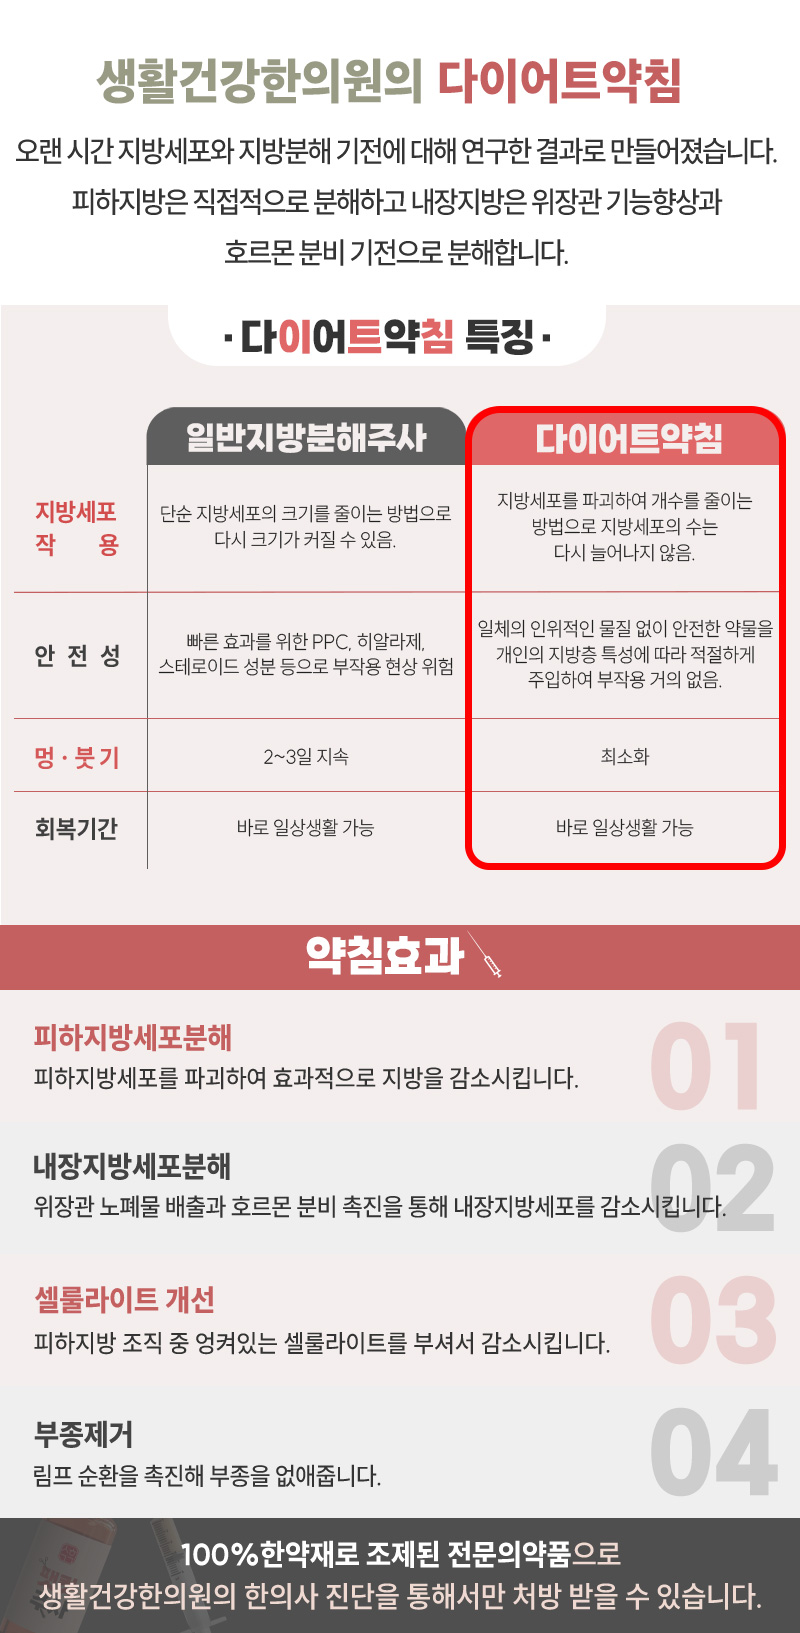 생활건강한의원의 다이어트약침
오랜 시간 지방세포와 지방분해 기전에 대해 연구한 결과로 만들어졌습니다.
피하지방은 직접적으로 분해하고 내장지방은 위장관 기능향상과
호르몬 분비 기전으로 분해합니다.
· 다이어트약침 특징 ·
일반지방분해주사
다이어트약침
지방세포
작 용
단순 지방세포의 크기를 줄이는 방법으로
다시 크기가 커질 수 있음.
지방세포를 파괴하여 개수를 줄이는
방법으로 지방세포의 수는
다시 늘어나지 않음.
안 전 성
빠른 효과를 위한 PPC, 히알라제,
스테로이드 성분 등으로 부작용 현상 위험
일체의 인위적인 물질 없이 안전한 약물을
개인의 지방층 특성에 따라 적절하게
주입하여 부작용 거의 없음.
멍 · 붓기
2~3일 지속
최소화
회복기간
바로 일상생활 가능
바로 일상생활 가능
약침효과
피하지방세포분해
피하지방세포를 파괴하여 효과적으로 지방을 감소시킵니다.
01
내장지방세포분해
위장관 노폐물 배출과 호르몬 분비 촉진을 통해 내장지방세포를 감소시킵니다.
02
셀룰라이트 개선
피하지방 조직 중 엉켜있는 셀룰라이트를 부셔서 감소시킵니다.
03
부종제거
림프 순환을 촉진해 부종을 없애줍니다.
04
100%한약재로 조제된 전문의약품으로
생활건강한의원의 한의사 진단을 통해서만 처방 받을 수 있습니다.